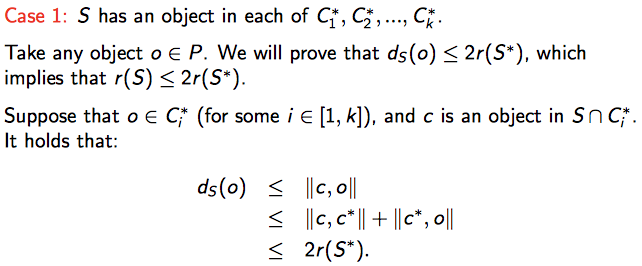 Case 1: S has an object in each of C₁*, C₂*, ..., Cₖ*.
Take any object o ∈ P. We will prove that d_S(o) ≤ 2r(S*), which
implies that r(S) ≤ 2r(S*).
Suppose that o ∈ Cᵢ* (for some i ∈ [1, k]), and c is an object in S ∩ Cᵢ*.
It holds that:
d_S(o) ≤ ‖c, o‖
≤ ‖c, c*‖ + ‖c*, o‖
≤ 2r(S*).